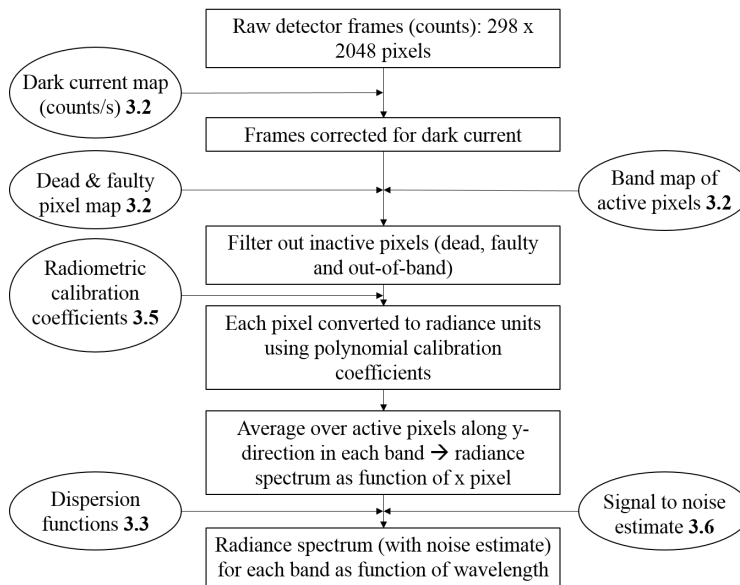 Raw detector frames (counts): 298 x
2048 pixels
Dark current map
(counts/s) 3.2
Frames corrected for dark current
Dead & faulty
pixel map 3.2
Band map of
active pixels 3.2
Filter out inactive pixels (dead, faulty
and out-of-band)
Radiometric
calibration
coefficients 3.5
Each pixel converted to radiance units
using polynomial calibration
coefficients
Average over active pixels along y-
direction in each band → radiance
spectrum as function of x pixel
Dispersion
functions 3.3
Signal to noise
estimate 3.6
Radiance spectrum (with noise estimate)
for each band as function of wavelength